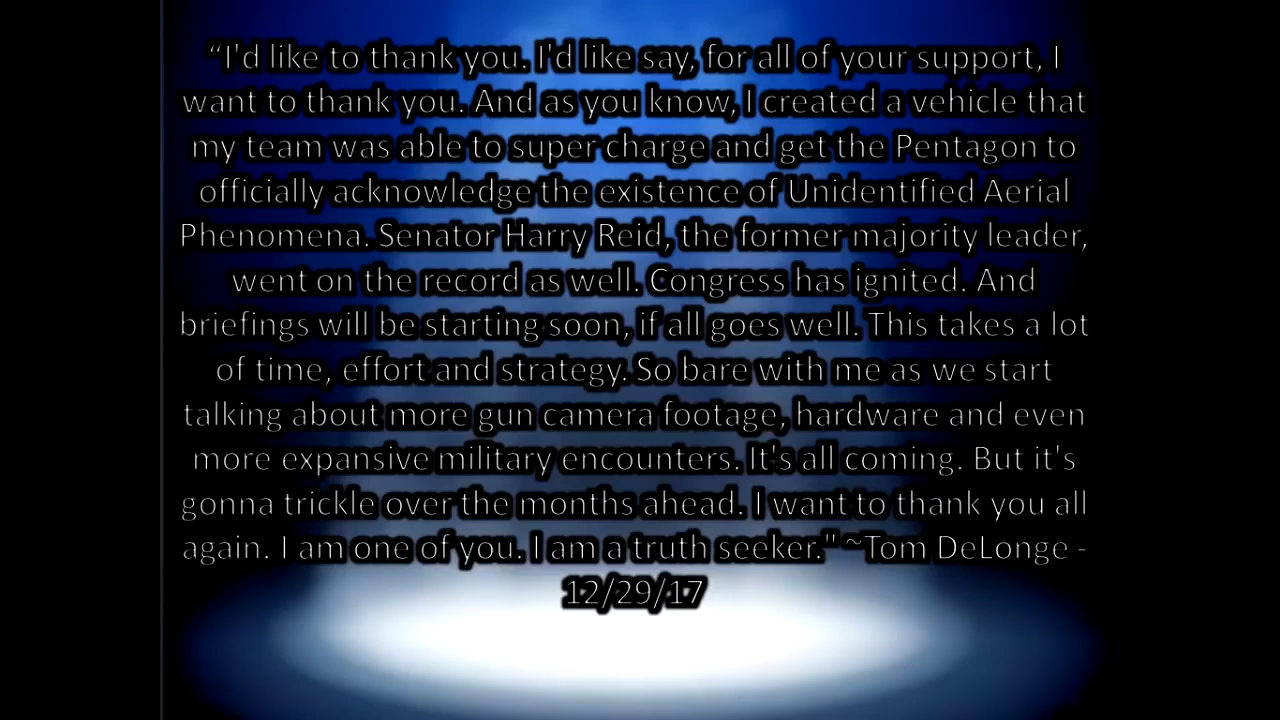 “I'd like to thank you. I'd like say, for all of your support, I
want to thank you. And as you know, I created a vehicle that
my team was able to super charge and get the Pentagon to
officially acknowledge the existence of Unidentified Aerial
Phenomena. Senator Harry Reid, the former majority leader,
went on the record as well. Congress has ignited. And
briefings will be starting soon, if all goes well. This takes a lot
of time, effort and strategy. So bare with me as we start
talking about more gun camera footage, hardware and even
more expansive military encounters. It's all coming. But it's
gonna trickle over the months ahead. I want to thank you all
again. I am one of you. I am a truth seeker." ~Tom DeLonge -
12/29/17